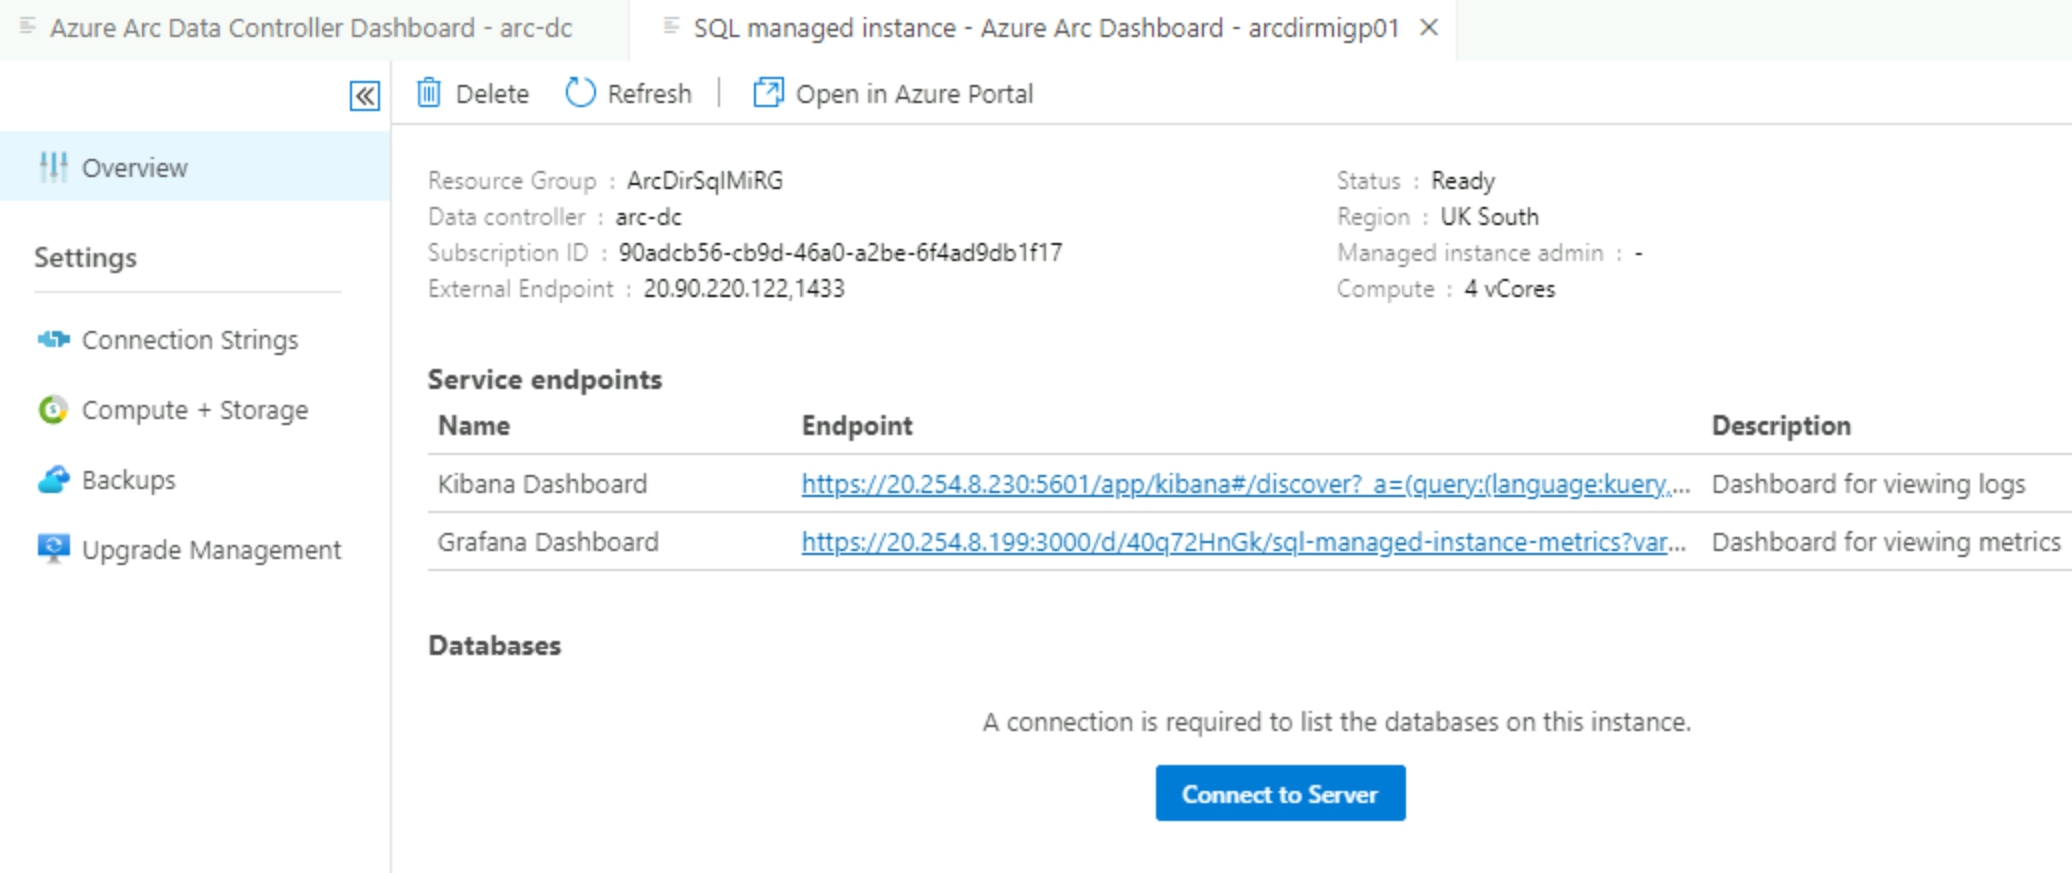 Azure Arc Data Controller Dashboard - arc-dc
SQL managed instance - Azure Arc Dashboard - arcdirmigp01
Delete
Refresh
Open in Azure Portal
Overview
Settings
Connection Strings
Compute + Storage
Backups
Upgrade Management
Resource Group : ArcDirSqlMiRG
Data controller : arc-dc
Subscription ID : 90adcb56-cb9d-46a0-a2be-6f4ad9db1f17
External Endpoint : 20.90.220.122,1433
Status : Ready
Region : UK South
Managed instance admin : -
Compute : 4 vCores
Service endpoints
Name Endpoint Description
Kibana Dashboard https://20.254.8.230:5601/app/kibana#/discover?_a=(query:(language:kuery,... Dashboard for viewing logs
Grafana Dashboard https://20.254.8.199:3000/d/40q72HnGk/sql-managed-instance-metrics?var... Dashboard for viewing metrics
Databases
A connection is required to list the databases on this instance.
Connect to Server